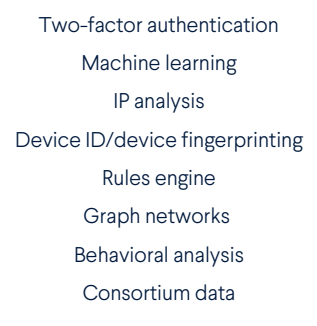 Two-factor authentication
Machine learning
IP analysis
Device ID/device fingerprinting
Rules engine
Graph networks
Behavioral analysis
Consortium data